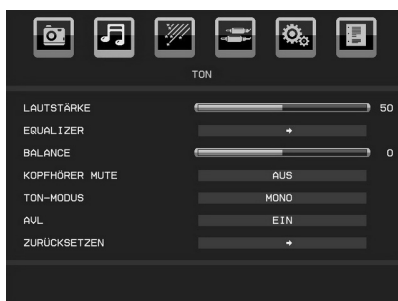 TON
LAUTSTÄRKE 50
EQUALIZER
BALANCE 0
KOPFHÖRER MUTE AUS
TON-MODUS MONO
AVL EIN
ZURÜCKSETZEN